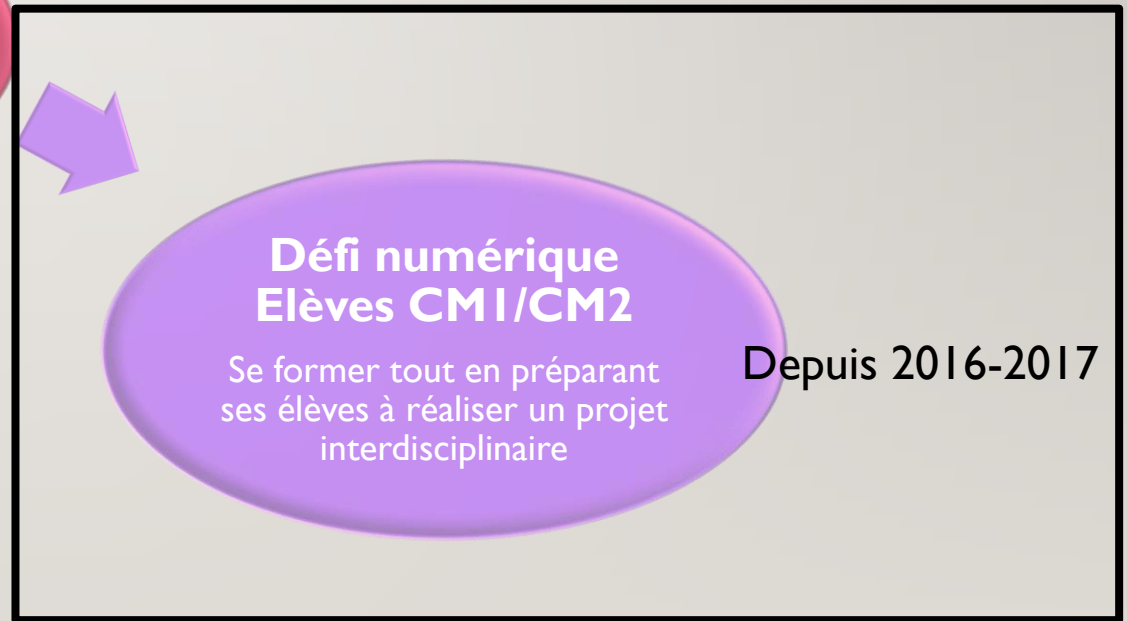 Défi numérique
Elèves CM1/CM2
Se former tout en préparant
ses élèves à réaliser un projet
interdisciplinaire
Depuis 2016-2017